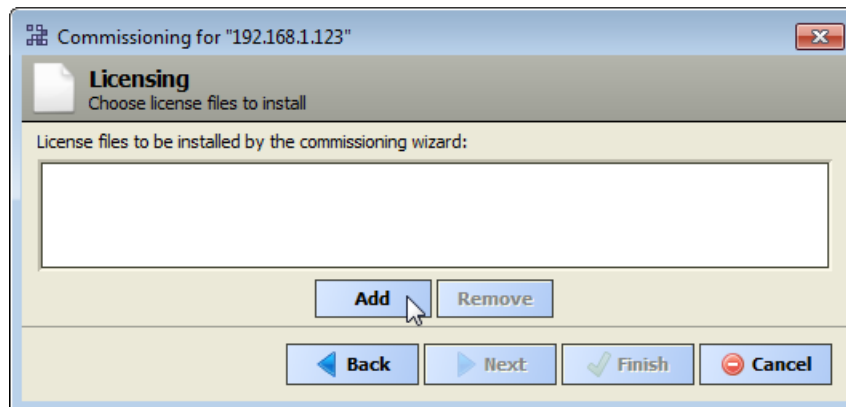 Commissioning for "192.168.1.123"
Licensing
Choose license files to install
License files to be installed by the commissioning wizard:
Add Remove
Back Next Finish Cancel